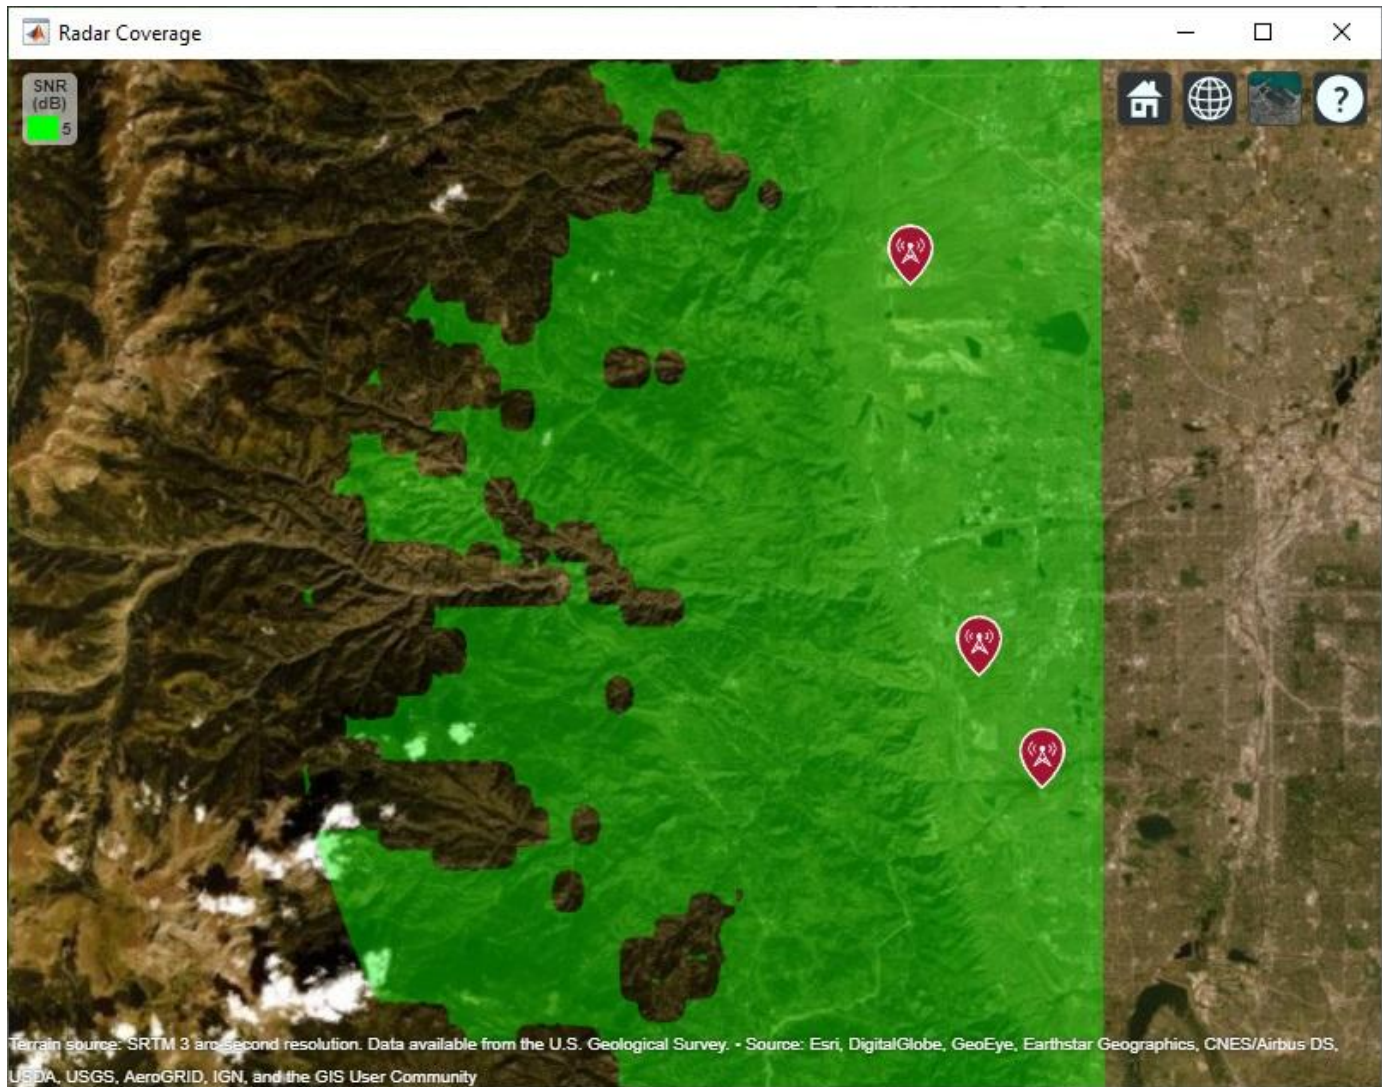 Radar Coverage
SNR
(dB)
5
?
Terrain source: SRTM 3 arc-second resolution. Data available from the U.S. Geological Survey. - Source: Esri, DigitalGlobe, GeoEye, Earthstar Geographics, CNES/Airbus DS,
USDA, USGS, AeroGRID, IGN, and the GIS User Community